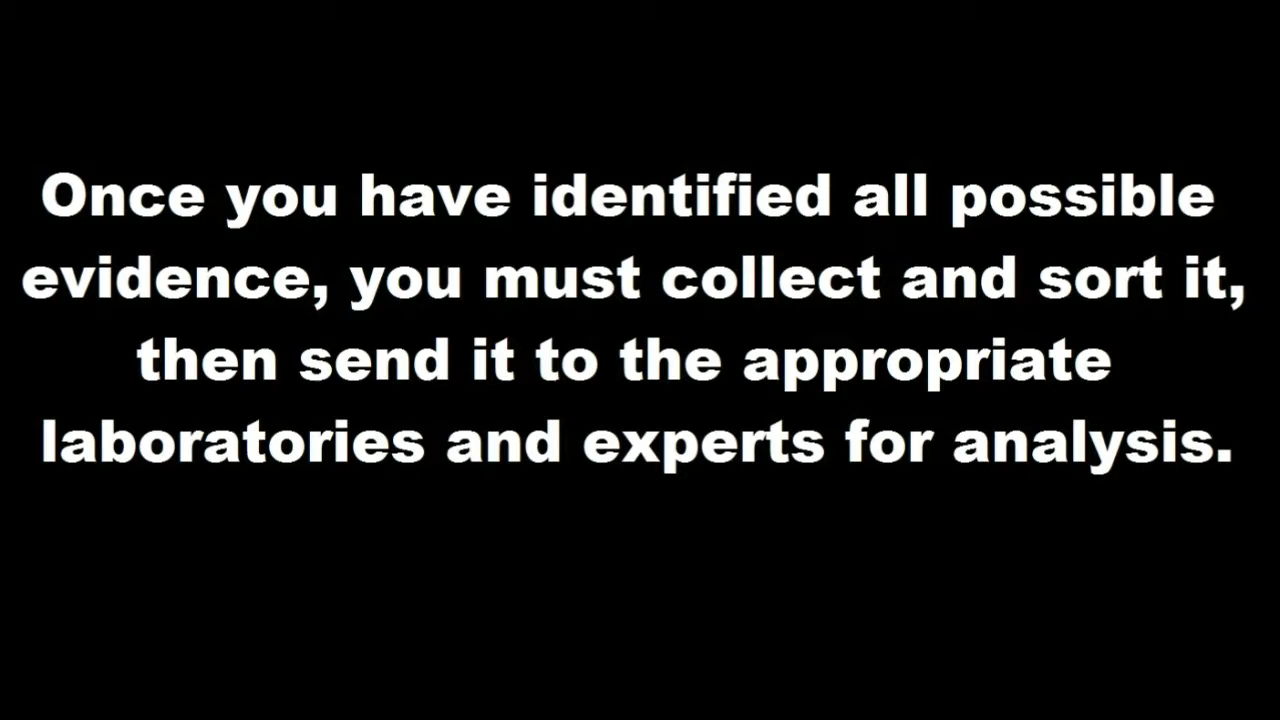 Once you have identified all possible
evidence, you must collect and sort it,
then send it to the appropriate
laboratories and experts for analysis.